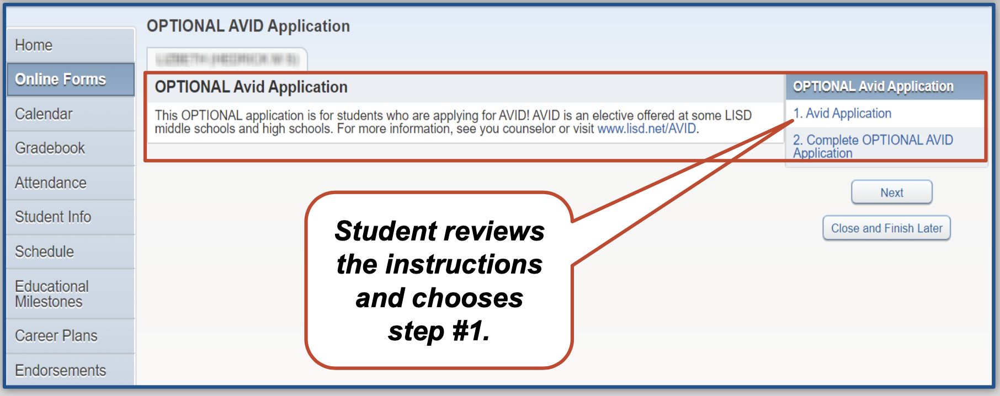 OPTIONAL AVID Application
Home
Online Forms
Calendar
Gradebook
Attendance
Student Info
Schedule
Educational
Milestones
Career Plans
Endorsements
OPTIONAL Avid Application
This OPTIONAL application is for students who are applying for AVID! AVID is an elective offered at some LISD
middle schools and high schools. For more information, see you counselor or visit www.lisd.net/AVID.
OPTIONAL Avid Application
1. Avid Application
2. Complete OPTIONAL AVID
Application
Next
Close and Finish Later
Student reviews
the instructions
and chooses
step #1.